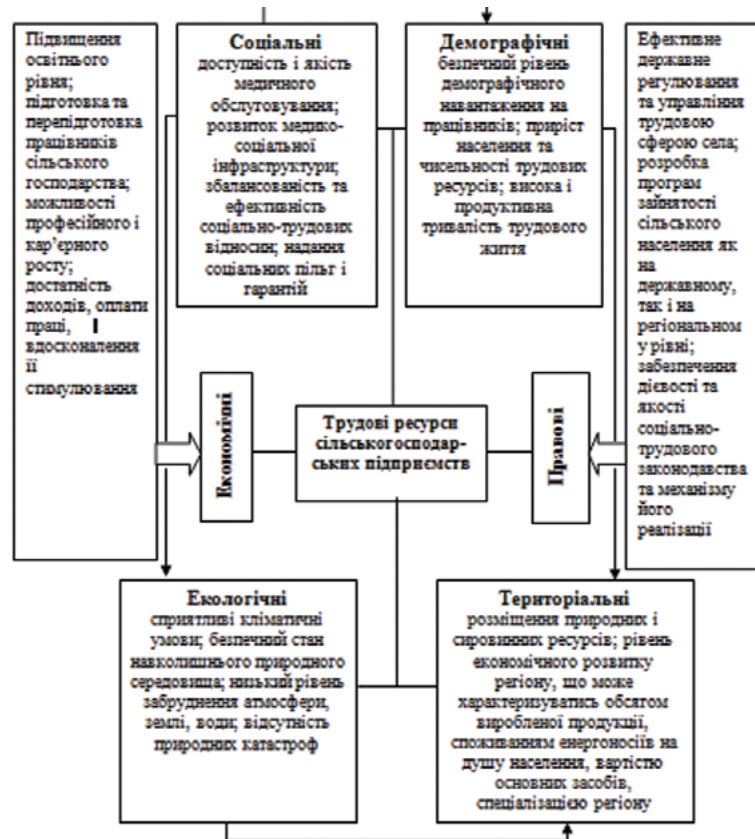 Підвищення
освітнього
рівня;
підготовка та
перепідготовка
працівників
сільського
господарства;
можливості
професійного і
кар’єрного
росту;
достатність
доходів, оплати
праці, І
вдосконалення
її
стимулювання
Соціальні
доступність і якість
медичного
обслуговування;
розвиток медико-
соціальної
інфраструктури;
збалансованість та
ефективність
соціально-трудових
відносин; надання
соціальних пільг і
гарантій
Демографічні
безпечний рівень
демографічного
навантаження на
працівників; приріст
населення та
чисельності трудових
ресурсів; висока і
продуктивна
тривалість трудового
життя
Ефективне
державне
регулювання
та управління
трудовою
сферою села;
розробка
програм
зайнятості
сільського
населення як
на
державному,
так і на
регіональном
у рівні;
забезпечення
дієвості та
якості
соціально-
трудового
законодавства
та механізму
його
реалізації
Економічні
Трудові ресурси
сільськогосподар-
ських підприємств
Правові
Екологічні
сприятливі кліматичні
умови; безпечний стан
навколишнього природного
середовища; низький рівень
забруднення атмосфери,
землі, води; відсутність
природних катастроф
Територіальні
розміщення природних і
сировинних ресурсів; рівень
економічного розвитку
регіону, що може
характеризуватись обсягом
виробленої продукції,
споживанням енергоносіїв на
душу населення, вартістю
основних засобів,
спеціалізацією регіону